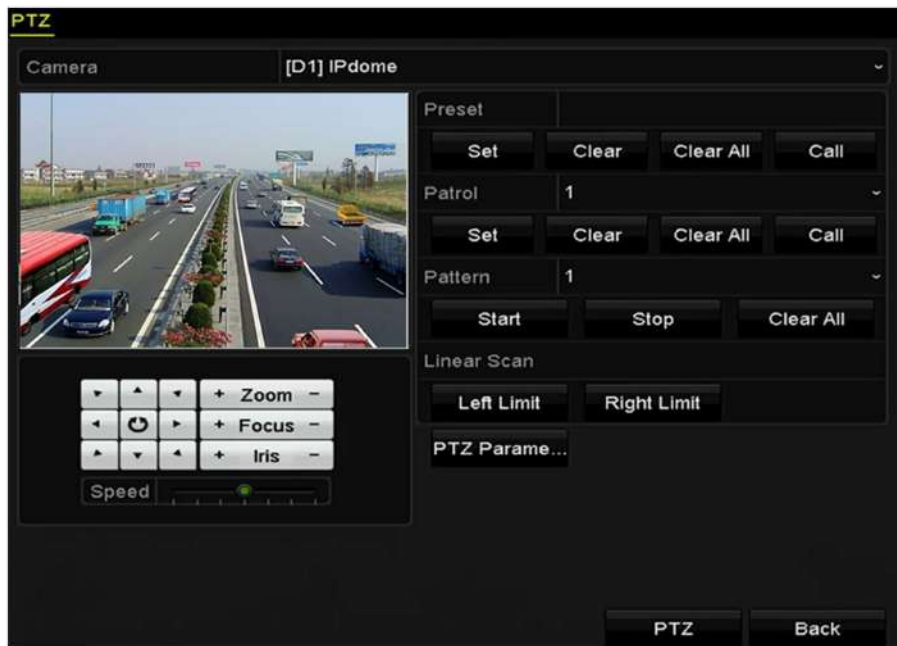 PTZ
Camera [D1] IPdome
Preset
Set Clear Clear All Call
Patrol 1
Set Clear Clear All Call
Pattern 1
Start Stop Clear All
Linear Scan
Left Limit Right Limit
PTZ Parame...
+ Zoom -
+ Focus -
+ Iris -
Speed
PTZ Back